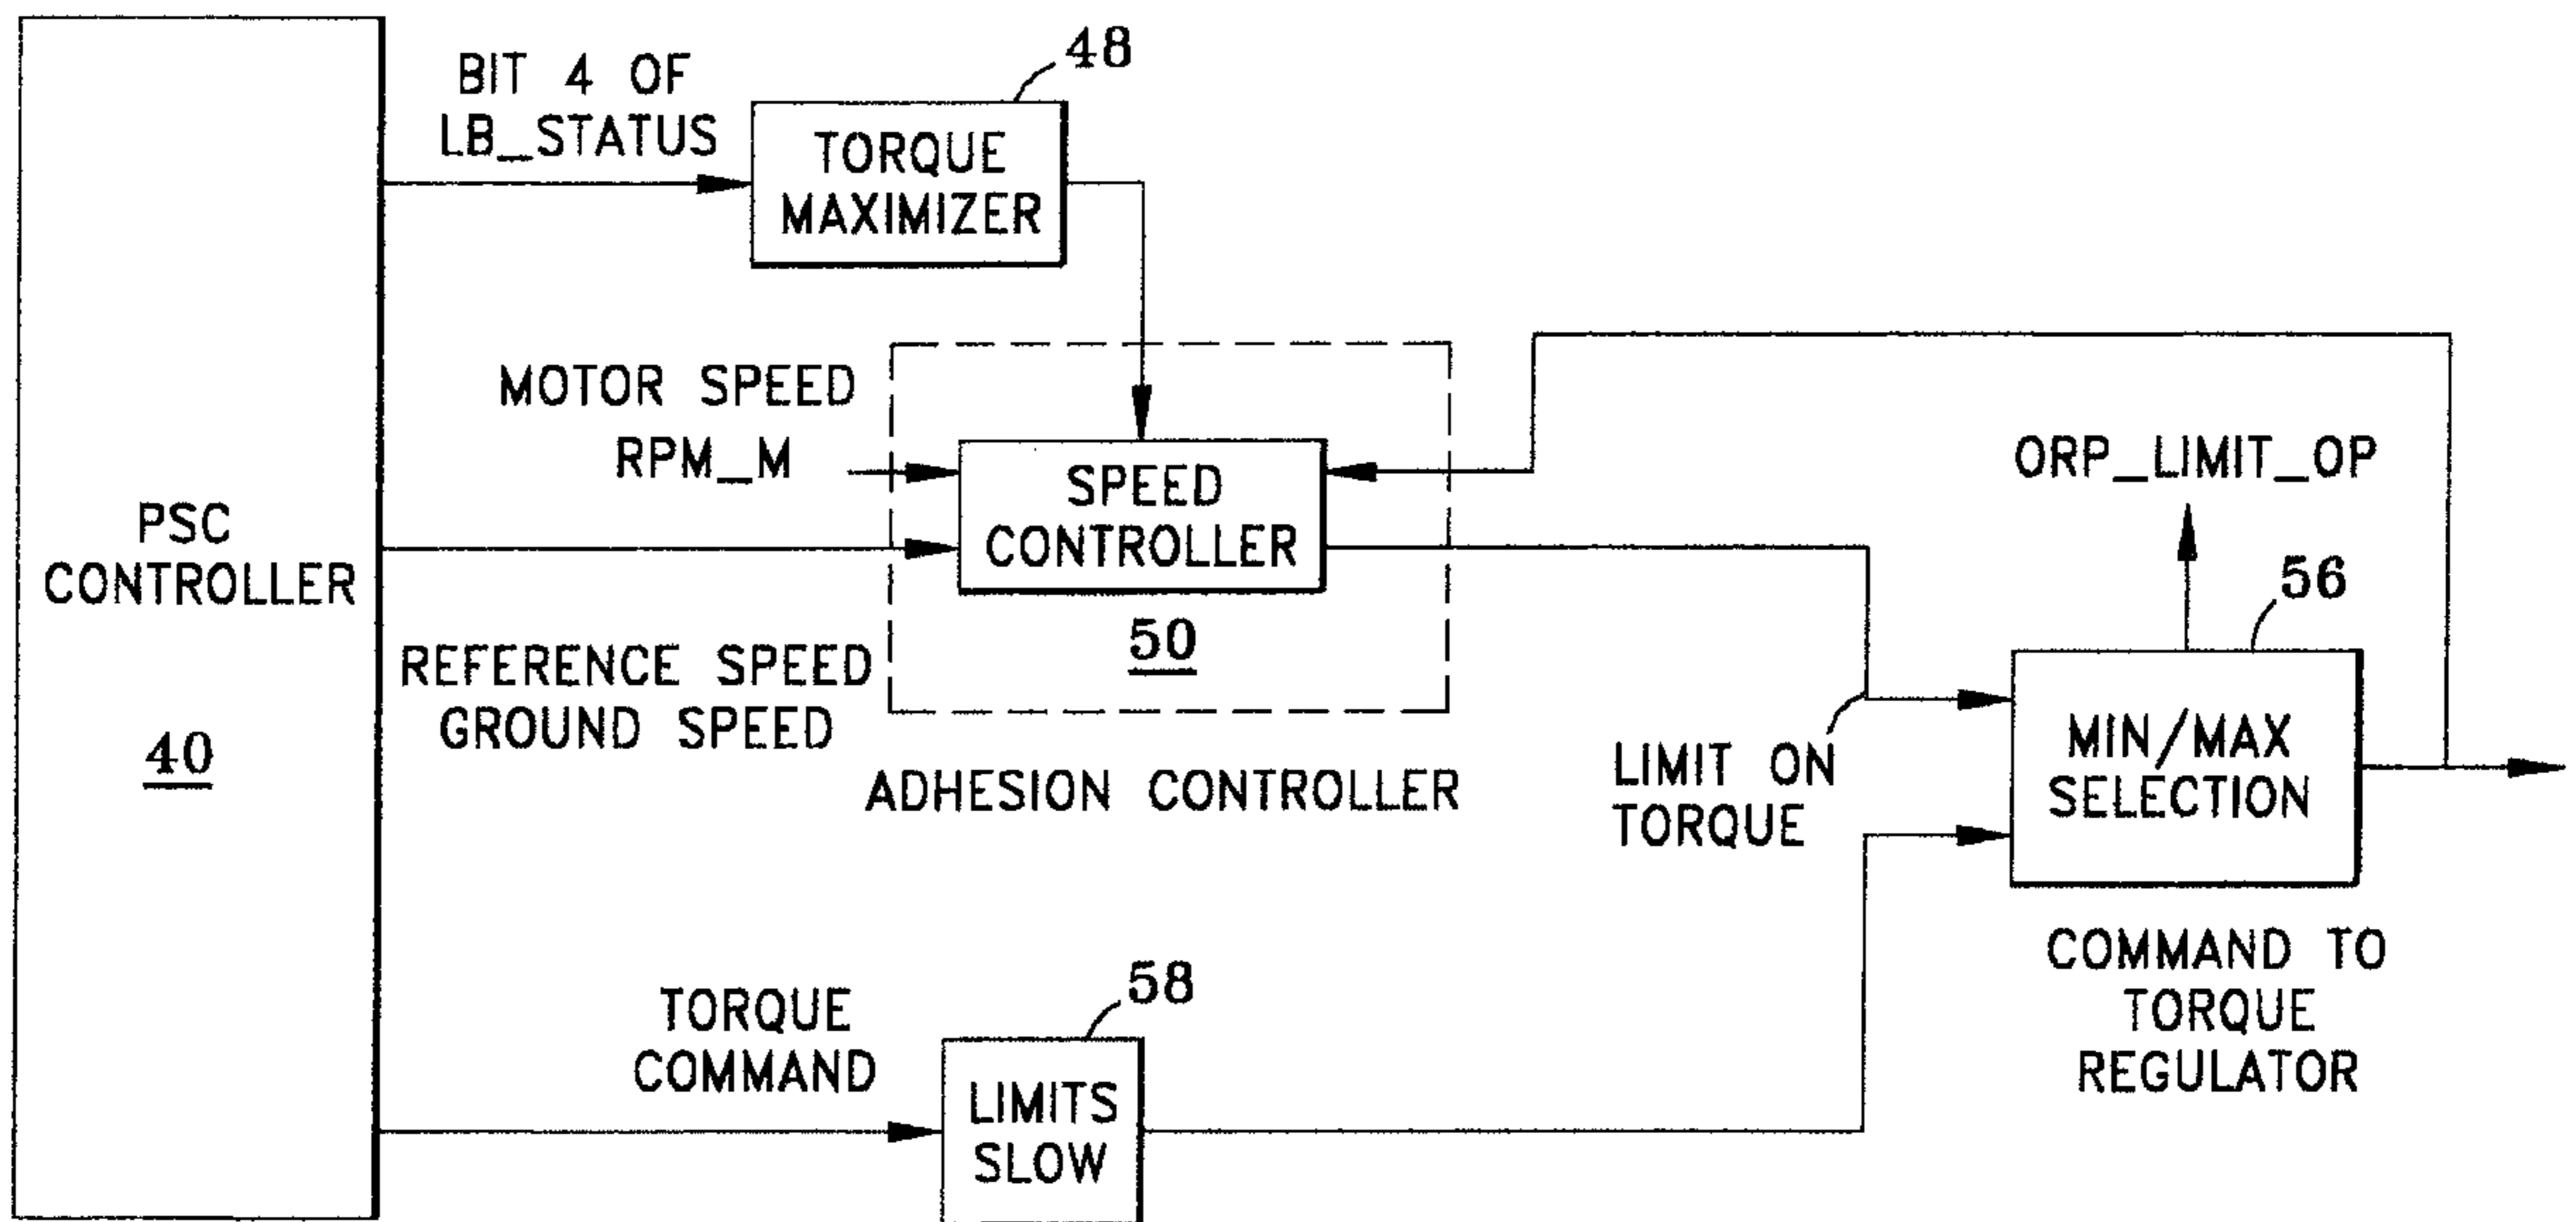 BIT 4 OF
LB_STATUS
48
TORQUE
MAXIMIZER
MOTOR SPEED
RPM_M
SPEED
CONTROLLER
50
ORP_LIMIT_OP
56
PSC
CONTROLLER
40
REFERENCE SPEED
GROUND SPEED
ADHESION CONTROLLER
LIMIT ON
TORQUE
MIN/MAX
SELECTION
COMMAND TO
TORQUE
REGULATOR
TORQUE
COMMAND
58
LIMITS
SLOW